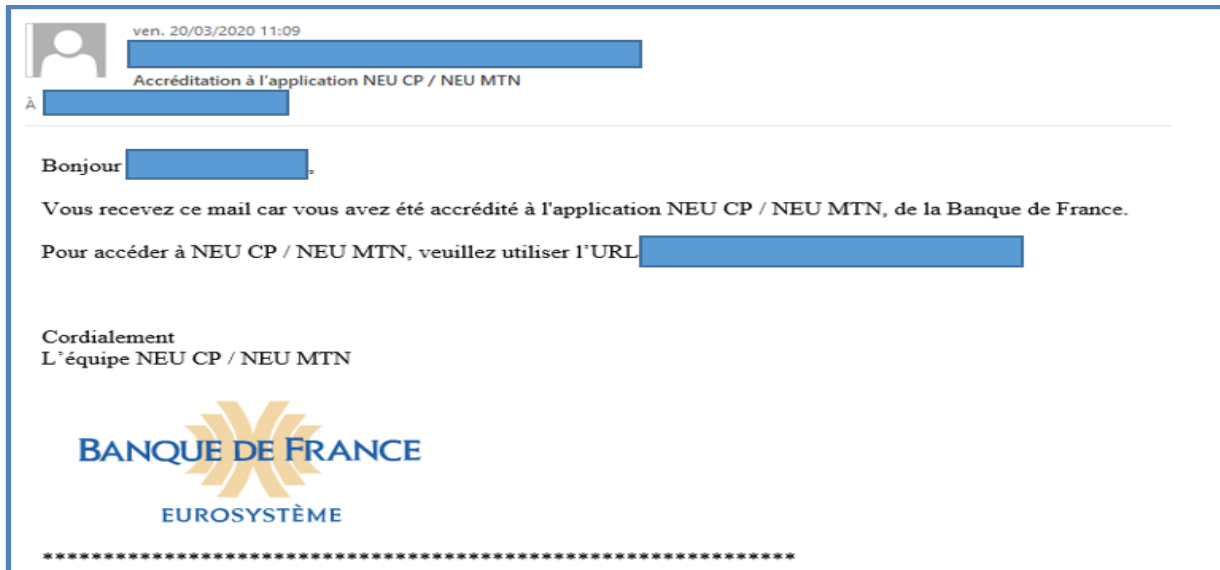 ven. 20/03/2020 11:09
Accréditation à l'application NEU CP / NEU MTN
À
Bonjour ,
Vous recevez ce mail car vous avez été accrédité à l'application NEU CP / NEU MTN, de la Banque de France.
Pour accéder à NEU CP / NEU MTN, veuillez utiliser l'URL
Cordialement
L'équipe NEU CP / NEU MTN
BANQUE DE FRANCE
EUROSYSTÈME
**************************************************************